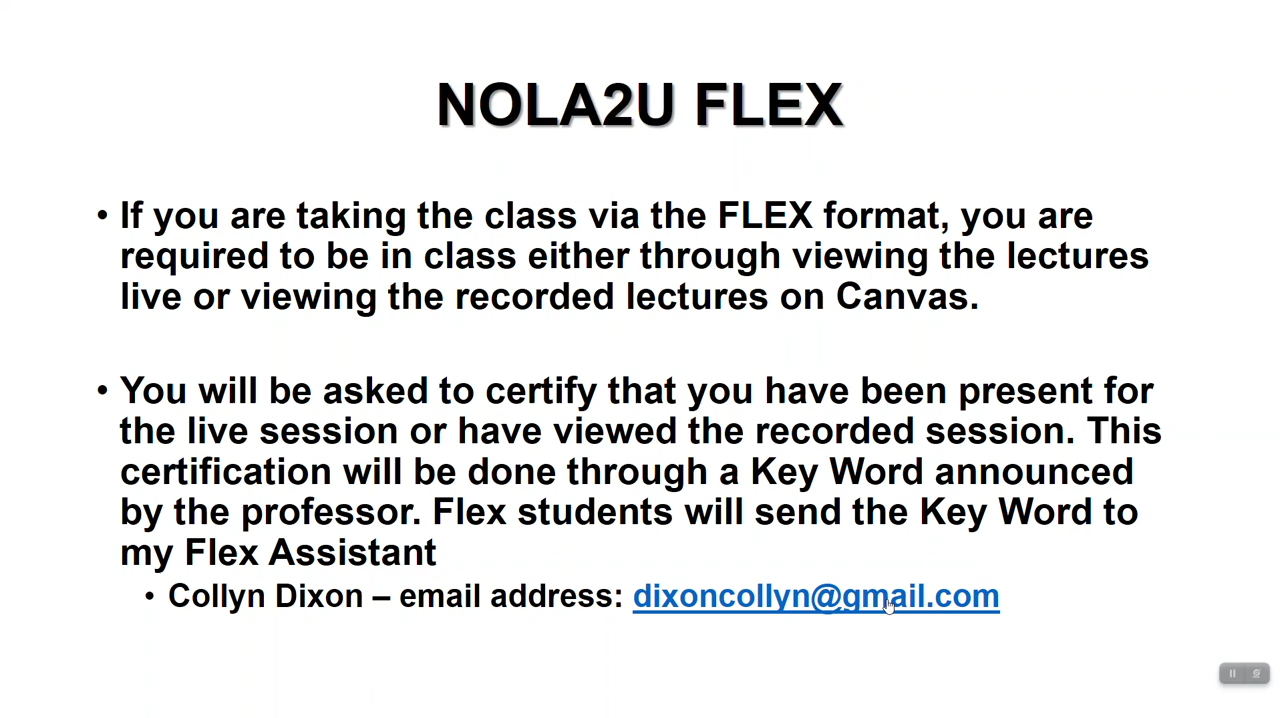 NOLA2U FLEX
• If you are taking the class via the FLEX format, you are
required to be in class either through viewing the lectures
live or viewing the recorded lectures on Canvas.
• You will be asked to certify that you have been present for
the live session or have viewed the recorded session. This
certification will be done through a Key Word announced
by the professor. Flex students will send the Key Word to
my Flex Assistant
• Collyn Dixon – email address: dixoncollyn@gmail.com